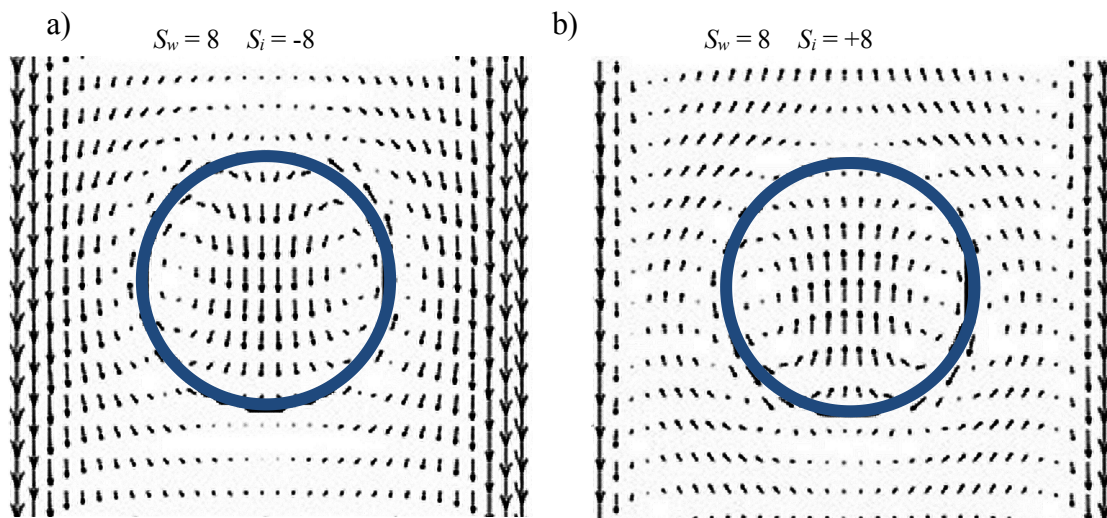 a)
S_w = 8 S_i = -8
b)
S_w = 8 S_i = +8